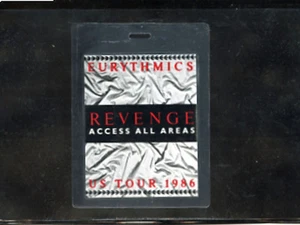 EURYTHMICS
REVENGE
ACCESS ALL AREAS
US TOUR 1986